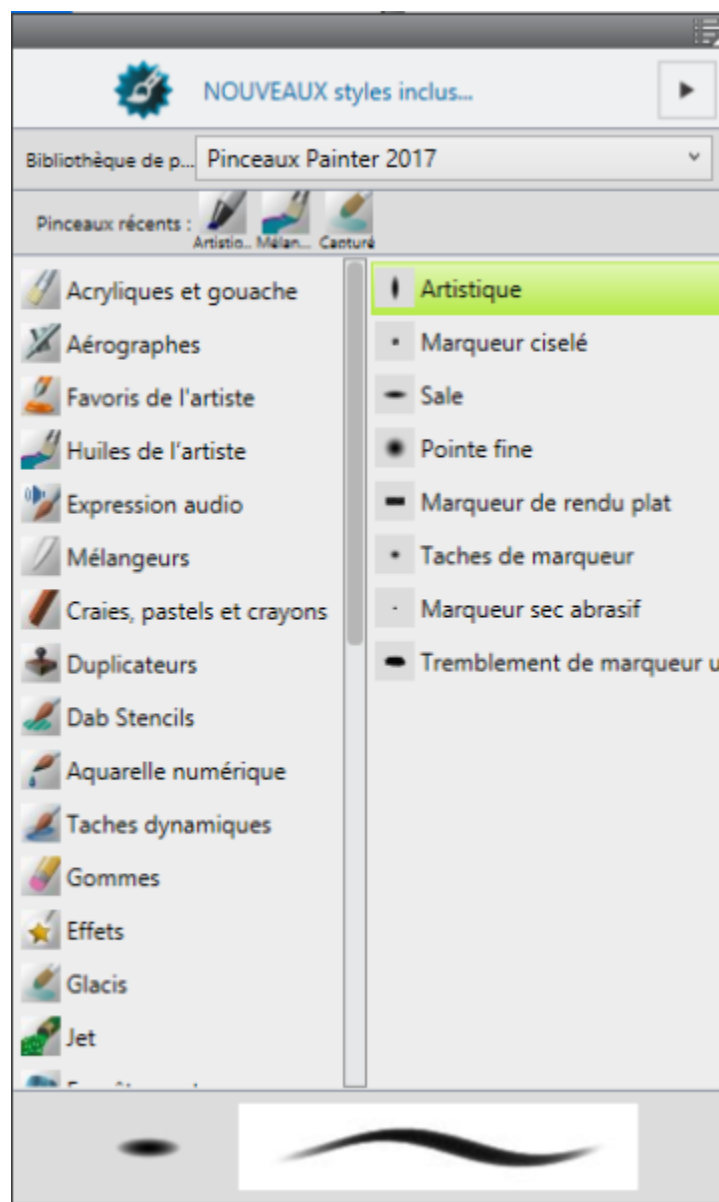 NOUVEAUX styles inclus...
Bibliothèque de p... Pinceaux Painter 2017
Pinceaux récents :
Artistio... Mélan... Capturé
Acryliques et gouache
Aérographes
Favoris de l'artiste
Huiles de l'artiste
Expression audio
Mélangeurs
Craies, pastels et crayons
Duplicateurs
Dab Stencils
Aquarelle numérique
Taches dynamiques
Gommes
Effets
Glacis
Jet
Artistique
Marqueur ciselé
Sale
Pointe fine
Marqueur de rendu plat
Taches de marqueur
Marqueur sec abrasif
Tremblement de marqueur u